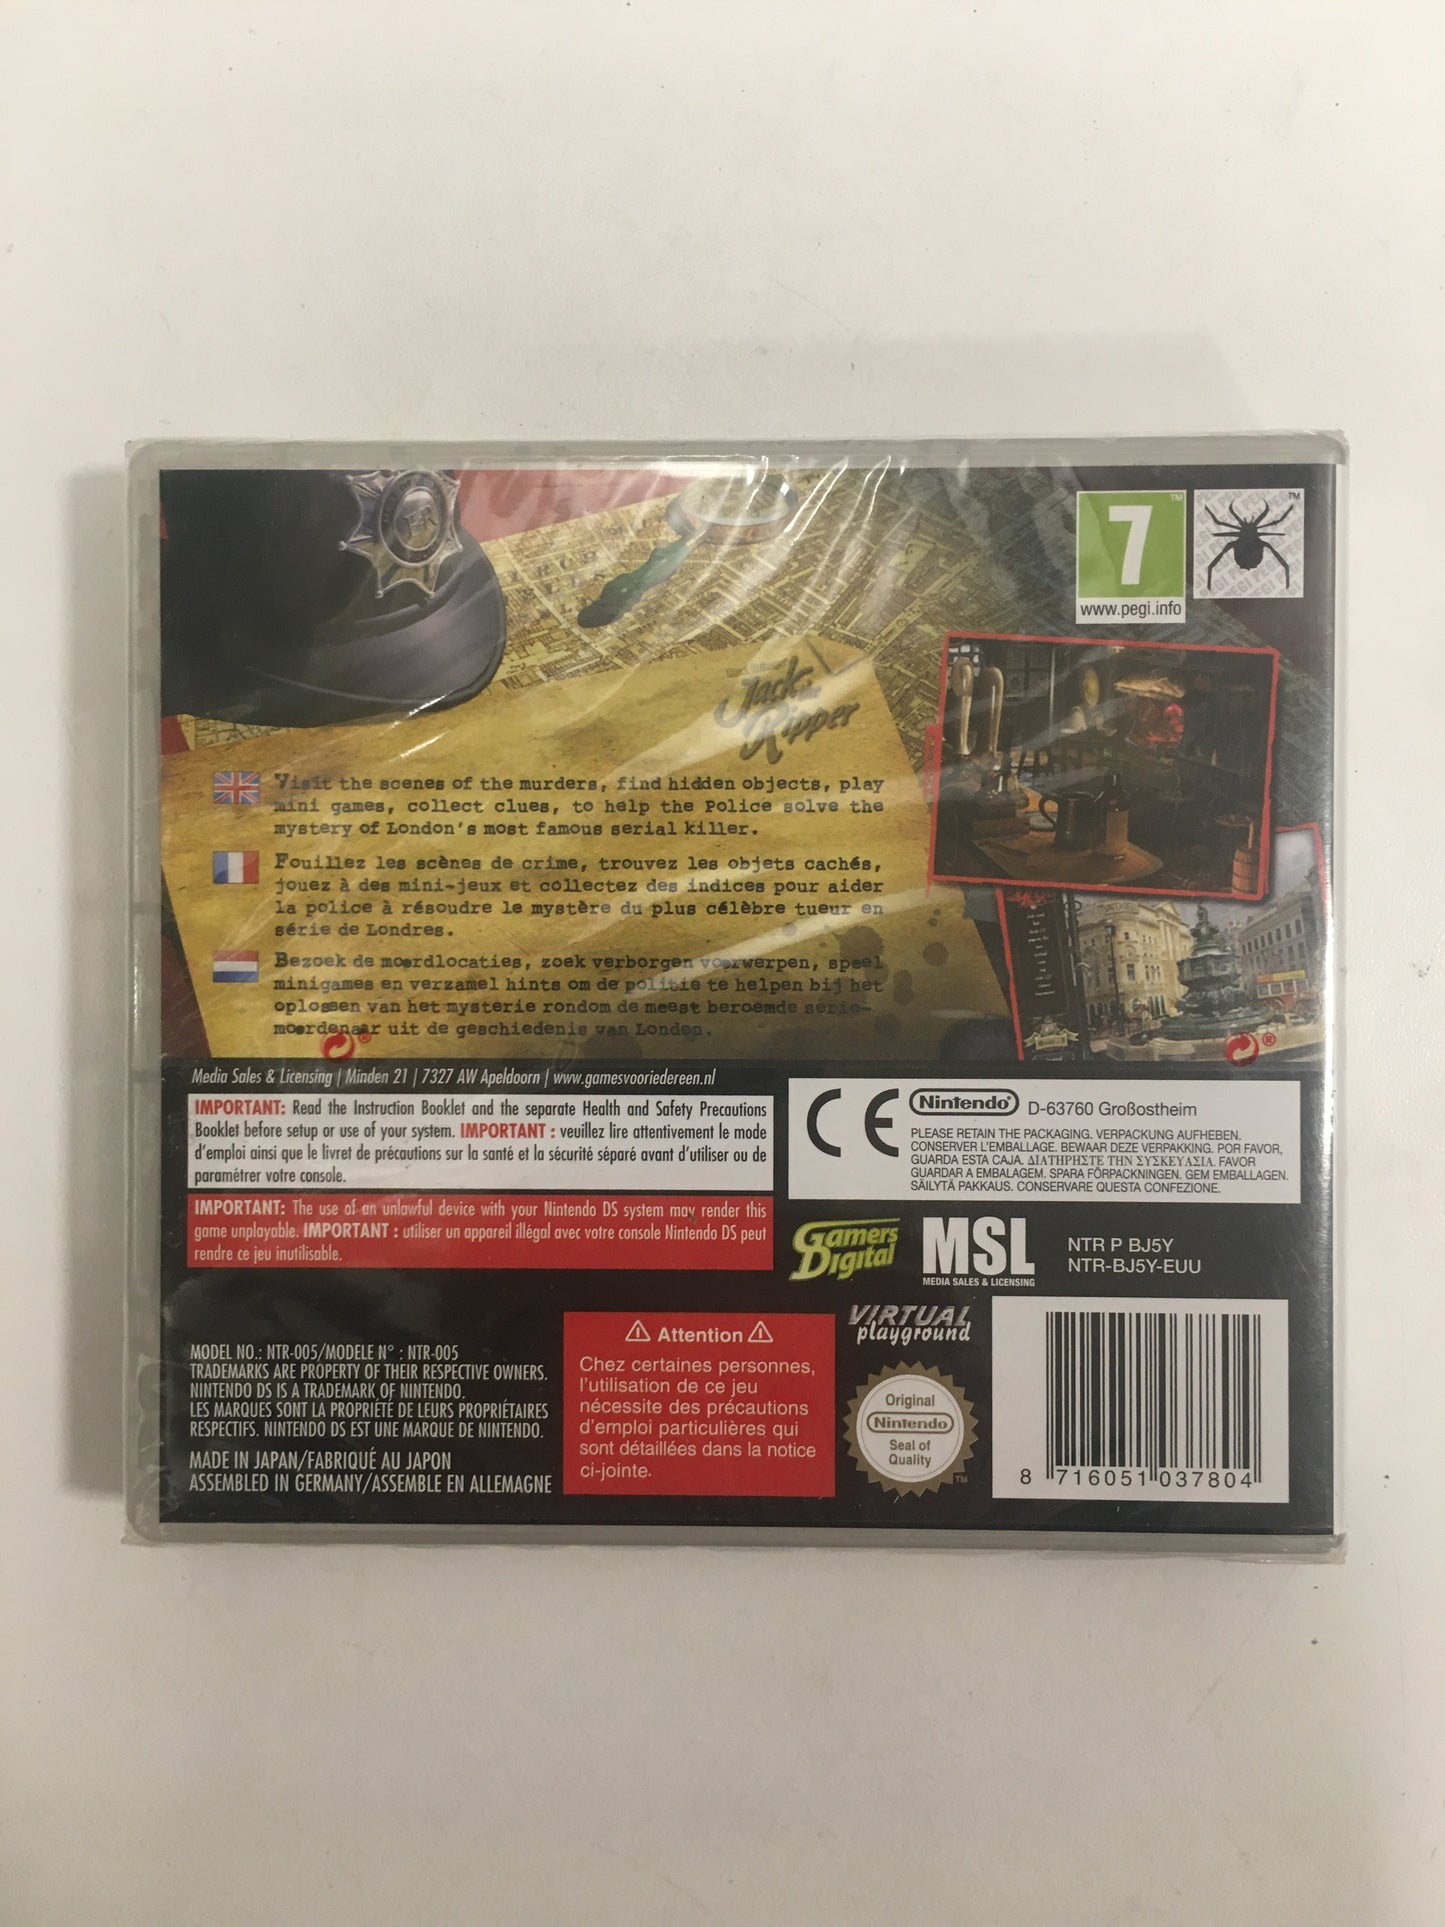 7
TM
www.pegi.info
TM
Jack the
Ripper
Visit the scenes of the murders, find hidden objects, play
mini games, collect clues, to help the Police solve the
mystery of London's most famous serial killer.
Fouillez les scènes de crime, trouvez les objets cachés,
jouez à des mini-jeux et collectez des indices pour aider
la police à résoudre le mystère du plus célèbre tueur en
série de Londres.
Bezoek de moordlocaties, zoek verborgen voorwerpen, speel
minigames en verzamel hints om de politie te helpen bij het
oplossen van het mysterie rondom de meest beroemde serie-
moordenaar uit de geschiedenis van Londen.
®
®
Media Sales & Licensing | Minden 21 | 7327 AW Apeldoorn | www.gamesvooriedereen.nl
IMPORTANT: Read the Instruction Booklet and the separate Health and Safety Precautions
Booklet before setup or use of your system. IMPORTANT : veuillez lire attentivement le mode
d'emploi ainsi que le livret de précautions sur la santé et la sécurité séparé avant d'utiliser ou de
paramétrer votre console.
IMPORTANT: The use of an unlawful device with your Nintendo DS system may render this
game unplayable. IMPORTANT : utiliser un appareil illégal avec votre console Nintendo DS peut
rendre ce jeu inutilisable.
CE
Nintendo® D-63760 Großostheim
PLEASE RETAIN THE PACKAGING. VERPACKUNG AUFHEBEN.
CONSERVER L'EMBALLAGE. BEWAAR DEZE VERPAKKING. POR FAVOR,
GUARDA ESTA CAJA. ΔΙΑΤΗΡΗΣΤΕ ΤΗΝ ΣΥΣΚΕΥΑΣΙΑ. FAVOR
GUARDAR A EMBALAGEM. SPARA FÖRPACKNINGEN. GEM EMBALLAGEN.
SÄILYTÄ PAKKAUS. CONSERVARE QUESTA CONFEZIONE.
Gamers
Digital
MSL
MEDIA SALES & LICENSING
NTR P BJ5Y
NTR-BJ5Y-EUU
MODEL NO.: NTR-005/MODELE N° : NTR-005
TRADEMARKS ARE PROPERTY OF THEIR RESPECTIVE OWNERS.
NINTENDO DS IS A TRADEMARK OF NINTENDO.
LES MARQUES SONT LA PROPRIÉTÉ DE LEURS PROPRIÉTAIRES
RESPECTIFS. NINTENDO DS EST UNE MARQUE DE NINTENDO.
MADE IN JAPAN/FABRIQUÉ AU JAPON
ASSEMBLED IN GERMANY/ASSEMBLE EN ALLEMAGNE
Attention
Chez certaines personnes,
l'utilisation de ce jeu
nécessite des précautions
d'emploi particulières qui
sont détaillées dans la notice
ci-jointe.
VIRTUAL
playground
Original
Nintendo
Seal of
Quality
TM
8 716051 037804